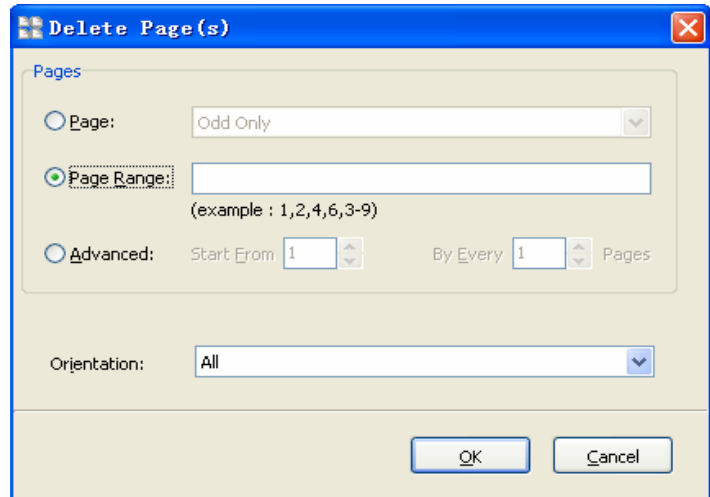 Delete Page(s)
Pages
Page: Odd Only
Page Range:
(example : 1,2,4,6,3-9)
Advanced: Start From 1 By Every 1 Pages
Orientation: All
OK Cancel